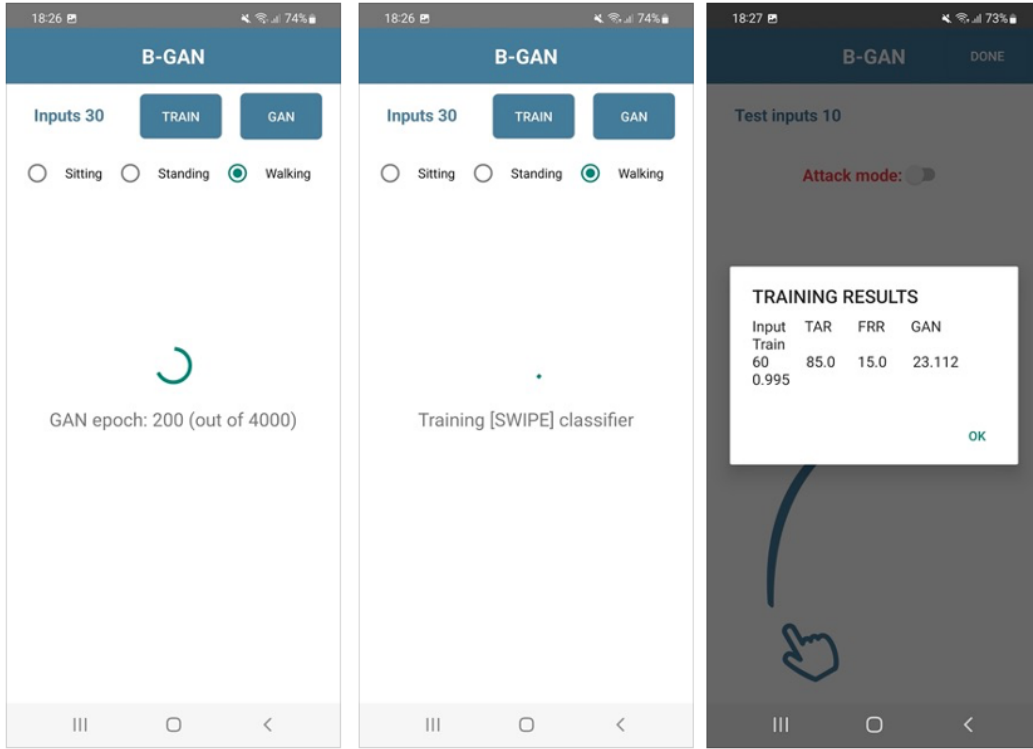 18:26 74%
B-GAN
Inputs 30 TRAIN GAN
Sitting Standing Walking
GAN epoch: 200 (out of 4000)
18:26 74%
B-GAN
Inputs 30 TRAIN GAN
Sitting Standing Walking
Training [SWIPE] classifier
18:27 73%
B-GAN DONE
Test inputs 10
Attack mode:
TRAINING RESULTS
Input TAR FRR GAN
Train
60 85.0 15.0 23.112
0.995
OK